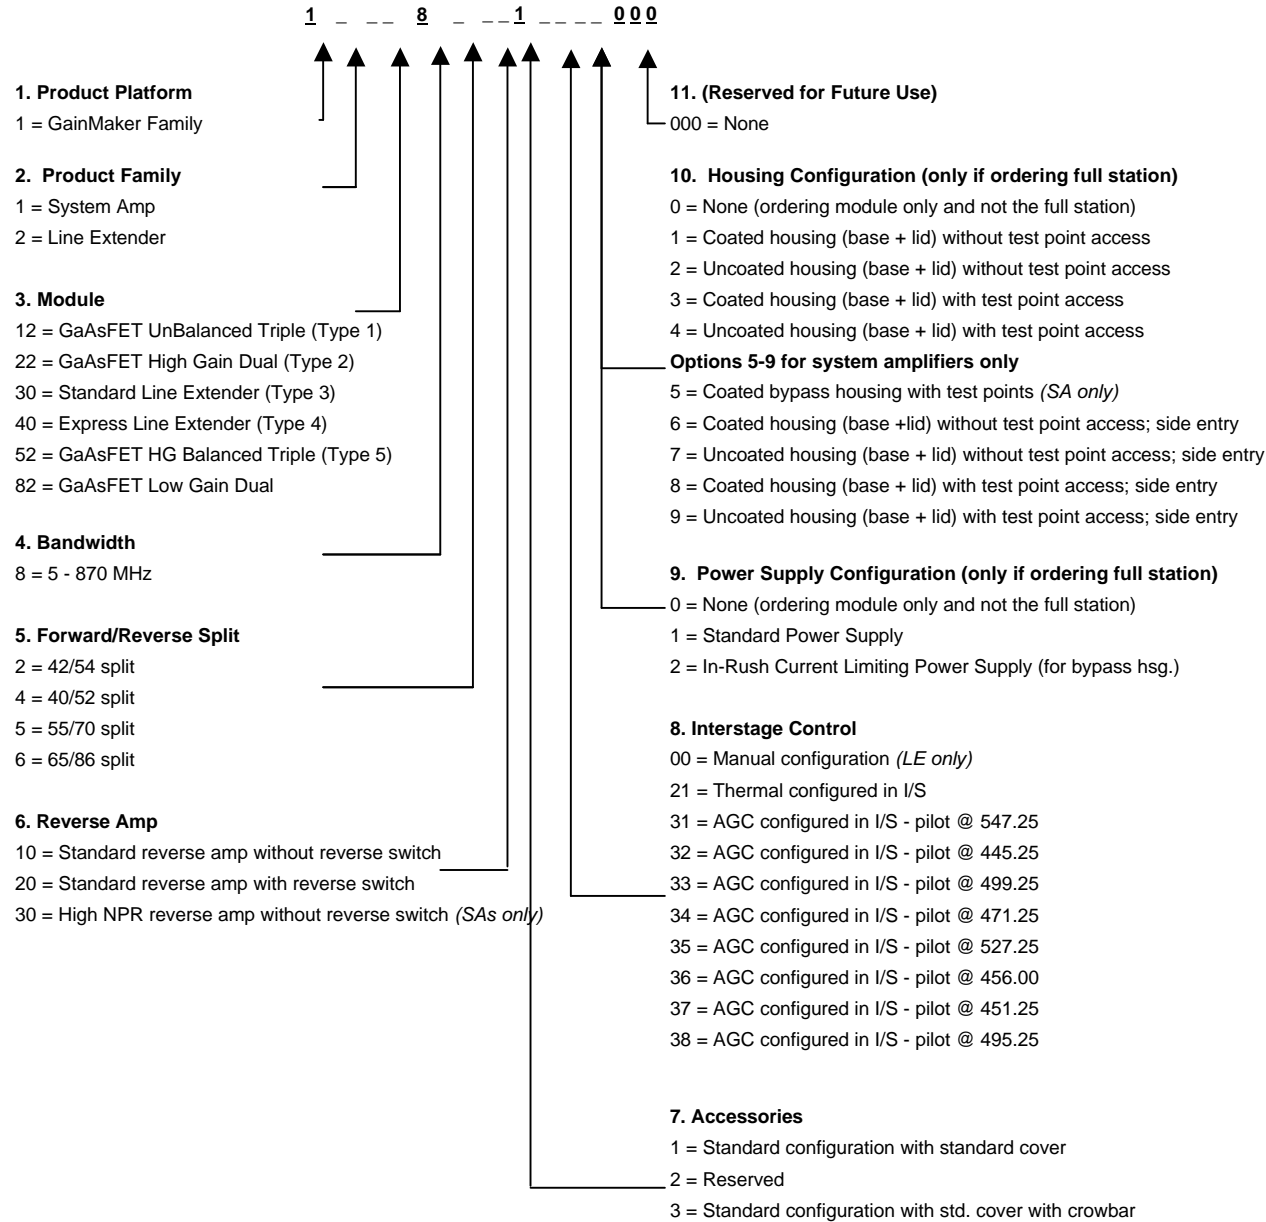 1 _ _ _ 8 _ _ _ 1 _ _ _ _ 0 0 0
1. Product Platform
1 = GainMaker Family
2. Product Family
1 = System Amp
2 = Line Extender
3. Module
12 = GaAsFET UnBalanced Triple (Type 1)
22 = GaAsFET High Gain Dual (Type 2)
30 = Standard Line Extender (Type 3)
40 = Express Line Extender (Type 4)
52 = GaAsFET HG Balanced Triple (Type 5)
82 = GaAsFET Low Gain Dual
4. Bandwidth
8 = 5 - 870 MHz
5. Forward/Reverse Split
2 = 42/54 split
4 = 40/52 split
5 = 55/70 split
6 = 65/86 split
6. Reverse Amp
10 = Standard reverse amp without reverse switch
20 = Standard reverse amp with reverse switch
30 = High NPR reverse amp without reverse switch (SAs only)
11. (Reserved for Future Use)
000 = None
10. Housing Configuration (only if ordering full station)
0 = None (ordering module only and not the full station)
1 = Coated housing (base + lid) without test point access
2 = Uncoated housing (base + lid) without test point access
3 = Coated housing (base + lid) with test point access
4 = Uncoated housing (base + lid) with test point access
Options 5-9 for system amplifiers only
5 = Coated bypass housing with test points (SA only)
6 = Coated housing (base +lid) without test point access; side entry
7 = Uncoated housing (base + lid) without test point access; side entry
8 = Coated housing (base + lid) with test point access; side entry
9 = Uncoated housing (base + lid) with test point access; side entry
9. Power Supply Configuration (only if ordering full station)
0 = None (ordering module only and not the full station)
1 = Standard Power Supply
2 = In-Rush Current Limiting Power Supply (for bypass hsg.)
8. Interstage Control
00 = Manual configuration (LE only)
21 = Thermal configured in I/S
31 = AGC configured in I/S - pilot @ 547.25
32 = AGC configured in I/S - pilot @ 445.25
33 = AGC configured in I/S - pilot @ 499.25
34 = AGC configured in I/S - pilot @ 471.25
35 = AGC configured in I/S - pilot @ 527.25
36 = AGC configured in I/S - pilot @ 456.00
37 = AGC configured in I/S - pilot @ 451.25
38 = AGC configured in I/S - pilot @ 495.25
7. Accessories
1 = Standard configuration with standard cover
2 = Reserved
3 = Standard configuration with std. cover with crowbar